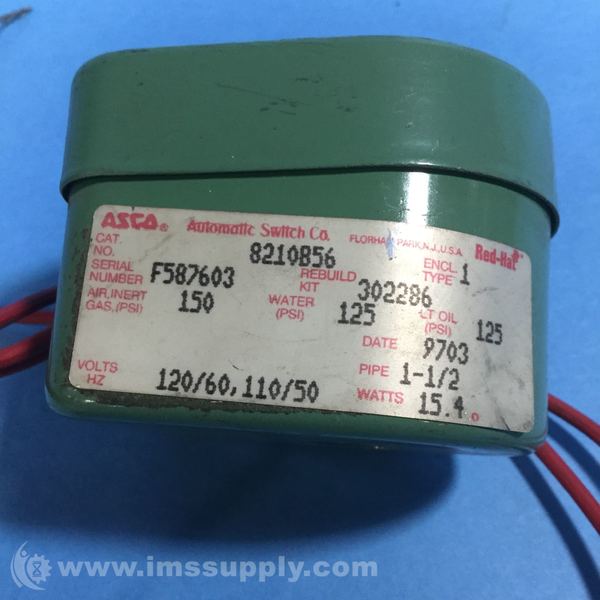 ASCO® Automatic Switch Co. FLORHAM PARK, N.J., U.S.A. Red-Hat™
CAT. NO. 8210B56 ENCL. TYPE 1
SERIAL NUMBER F587603 REBUILD KIT 302286
AIR, INERT GAS, (PSI) 150 WATER (PSI) 125 LT OIL (PSI) 125
DATE 9703
VOLTS HZ 120/60,110/50 PIPE 1-1/2
WATTS 15.4
www.imssupply.com